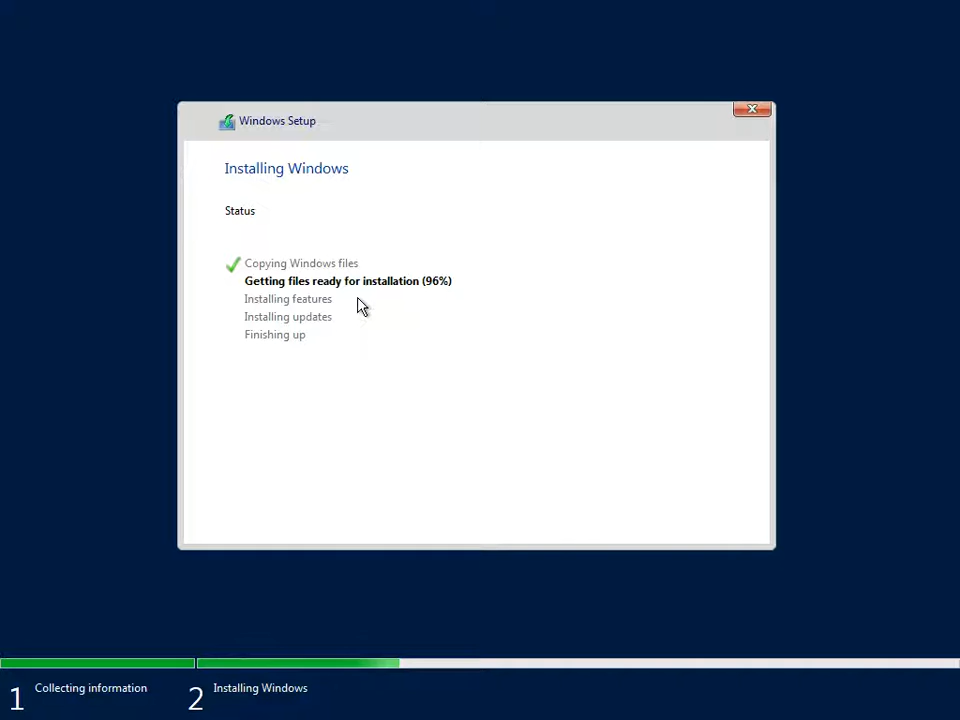 Windows Setup
Installing Windows
Status
Copying Windows files
Getting files ready for installation (96%)
Installing features
Installing updates
Finishing up
1 Collecting information
2 Installing Windows